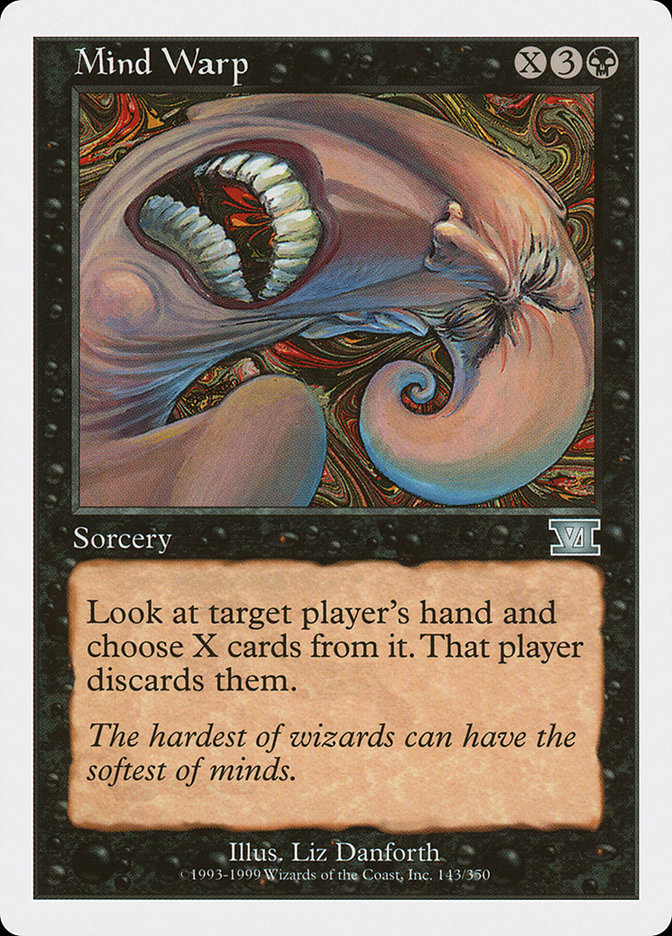 Mind Warp X3
Sorcery VI
Look at target player's hand and
choose X cards from it. That player
discards them.
The hardest of wizards can have the
softest of minds.
Illus. Liz Danforth
©1993-1999 Wizards of the Coast, Inc. 143/350